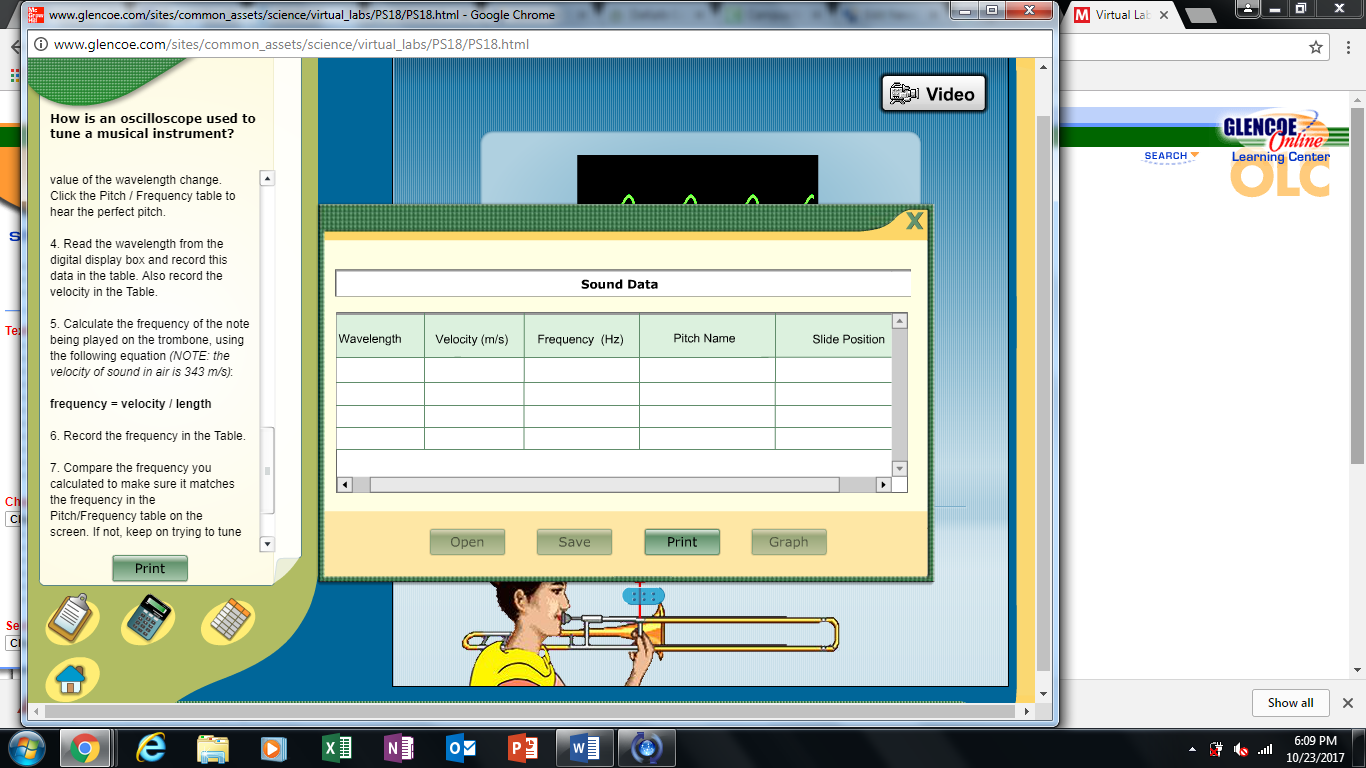 www.glencoe.com/sites/common_assets/science/virtual_labs/PS18/PS18.html - Google Chrome
Virtual Lab
www.glencoe.com/sites/common_assets/science/virtual_labs/PS18/PS18.html
Video
How is an oscilloscope used to
tune a musical instrument?
GLENCOE
Online
SEARCH
Learning Center
OLC
value of the wavelength change.
Click the Pitch / Frequency table to
hear the perfect pitch.
4. Read the wavelength from the
digital display box and record this
data in the table. Also record the
velocity in the Table.
5. Calculate the frequency of the note
being played on the trombone, using
the following equation (NOTE: the
velocity of sound in air is 343 m/s):
frequency = velocity / length
6. Record the frequency in the Table.
7. Compare the frequency you
calculated to make sure it matches
the frequency in the
Pitch/Frequency table on the
screen. If not, keep on trying to tune
Print
X
Sound Data
Wavelength Velocity (m/s) Frequency (Hz) Pitch Name Slide Position
Open Save Print Graph
Show all
6:09 PM
10/23/2017